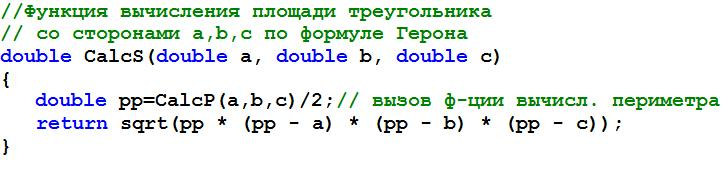 //Функция вычисления площади треугольника
// со сторонами a,b,c по формуле Герона
double CalcS(double a, double b, double c)
{
double pp=CalcP(a,b,c)/2;// вызов ф-ции вычисл. периметра
return sqrt(pp * (pp - a) * (pp - b) * (pp - c));
}